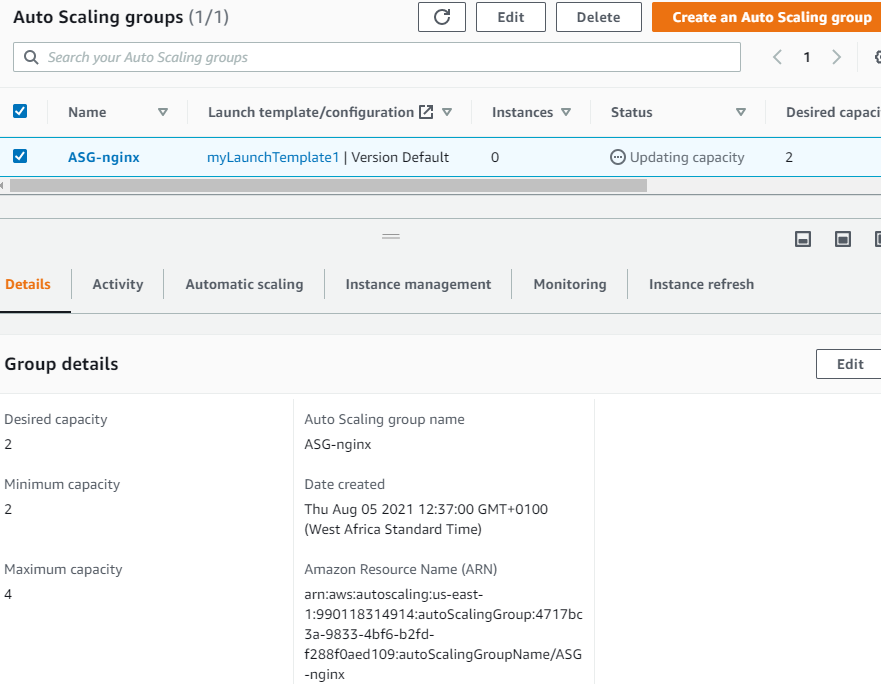 Auto Scaling groups (1/1)
Edit
Delete
Create an Auto Scaling group
Search your Auto Scaling groups
1
Name
Launch template/configuration
Instances
Status
Desired capaci
ASG-nginx
myLaunchTemplate1 | Version Default
0
Updating capacity
2
Details
Activity
Automatic scaling
Instance management
Monitoring
Instance refresh
Group details
Edit
Desired capacity
2
Minimum capacity
2
Maximum capacity
4
Auto Scaling group name
ASG-nginx
Date created
Thu Aug 05 2021 12:37:00 GMT+0100
(West Africa Standard Time)
Amazon Resource Name (ARN)
arn:aws:autoscaling:us-east-
1:990118314914:autoScalingGroup:4717bc
3a-9833-4bf6-b2fd-
f288f0aed109:autoScalingGroupName/ASG
-nginx